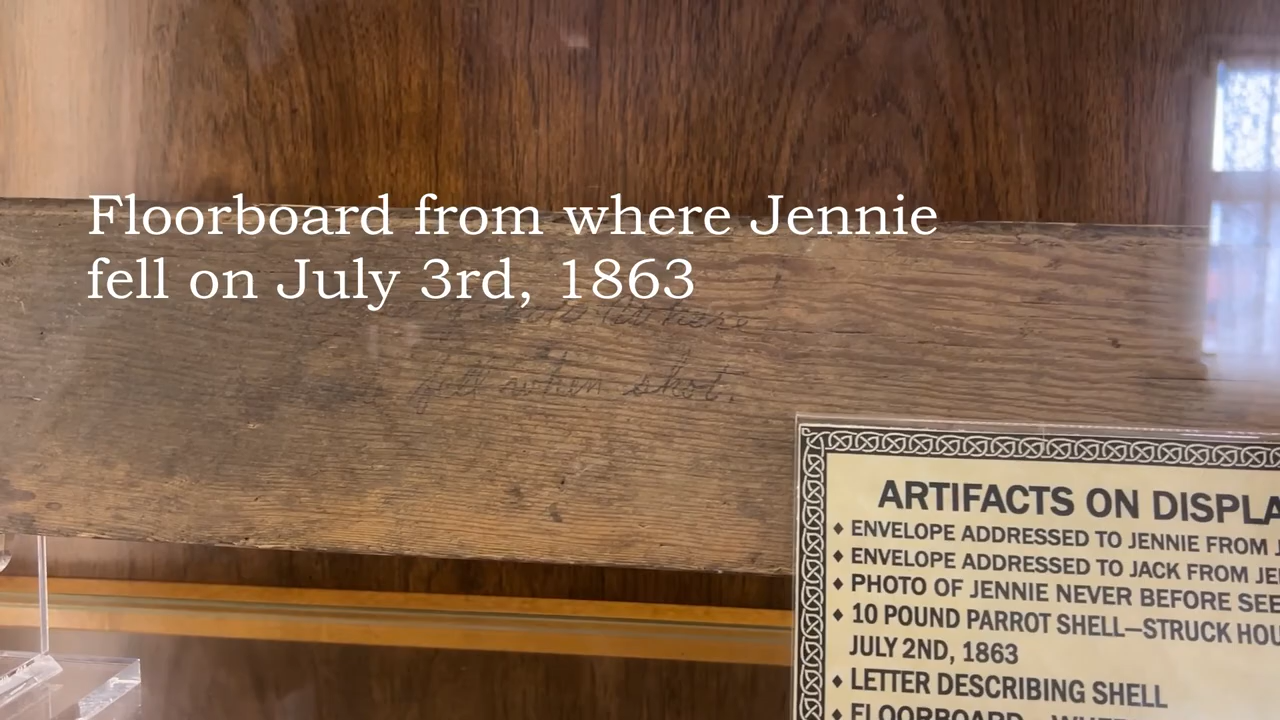 Floorboard from where Jennie
fell on July 3rd, 1863
where
fell when shot.
ARTIFACTS ON DISPLA
♦ ENVELOPE ADDRESSED TO JENNIE FROM J
♦ ENVELOPE ADDRESSED TO JACK FROM JE
♦ PHOTO OF JENNIE NEVER BEFORE SEE
♦ 10 POUND PARROT SHELL—STRUCK HOU
JULY 2ND, 1863
♦ LETTER DESCRIBING SHELL
♦ FLOORBOARD